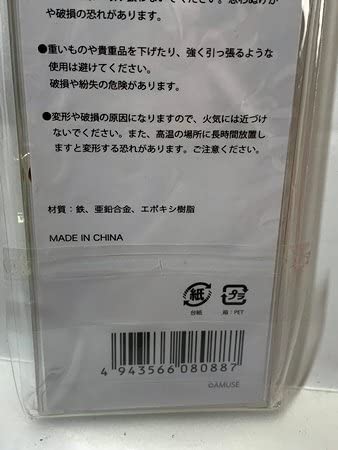 や破損の恐れがあります。
●重いものや貴重品を下げたり、強く引っ張るような
使用は避けてください。
破損や紛失の危険があります。
●変形や破損の原因になりますので、火気には近づけ
ないでください。また、高温の場所に長時間放置し
ますと変形する恐れがあります。ご注意ください。
材質：鉄、亜鉛合金、エポキシ樹脂
MADE IN CHINA
紙 プラ
台紙 袋：PET
4 943566 080887
©AMUSE